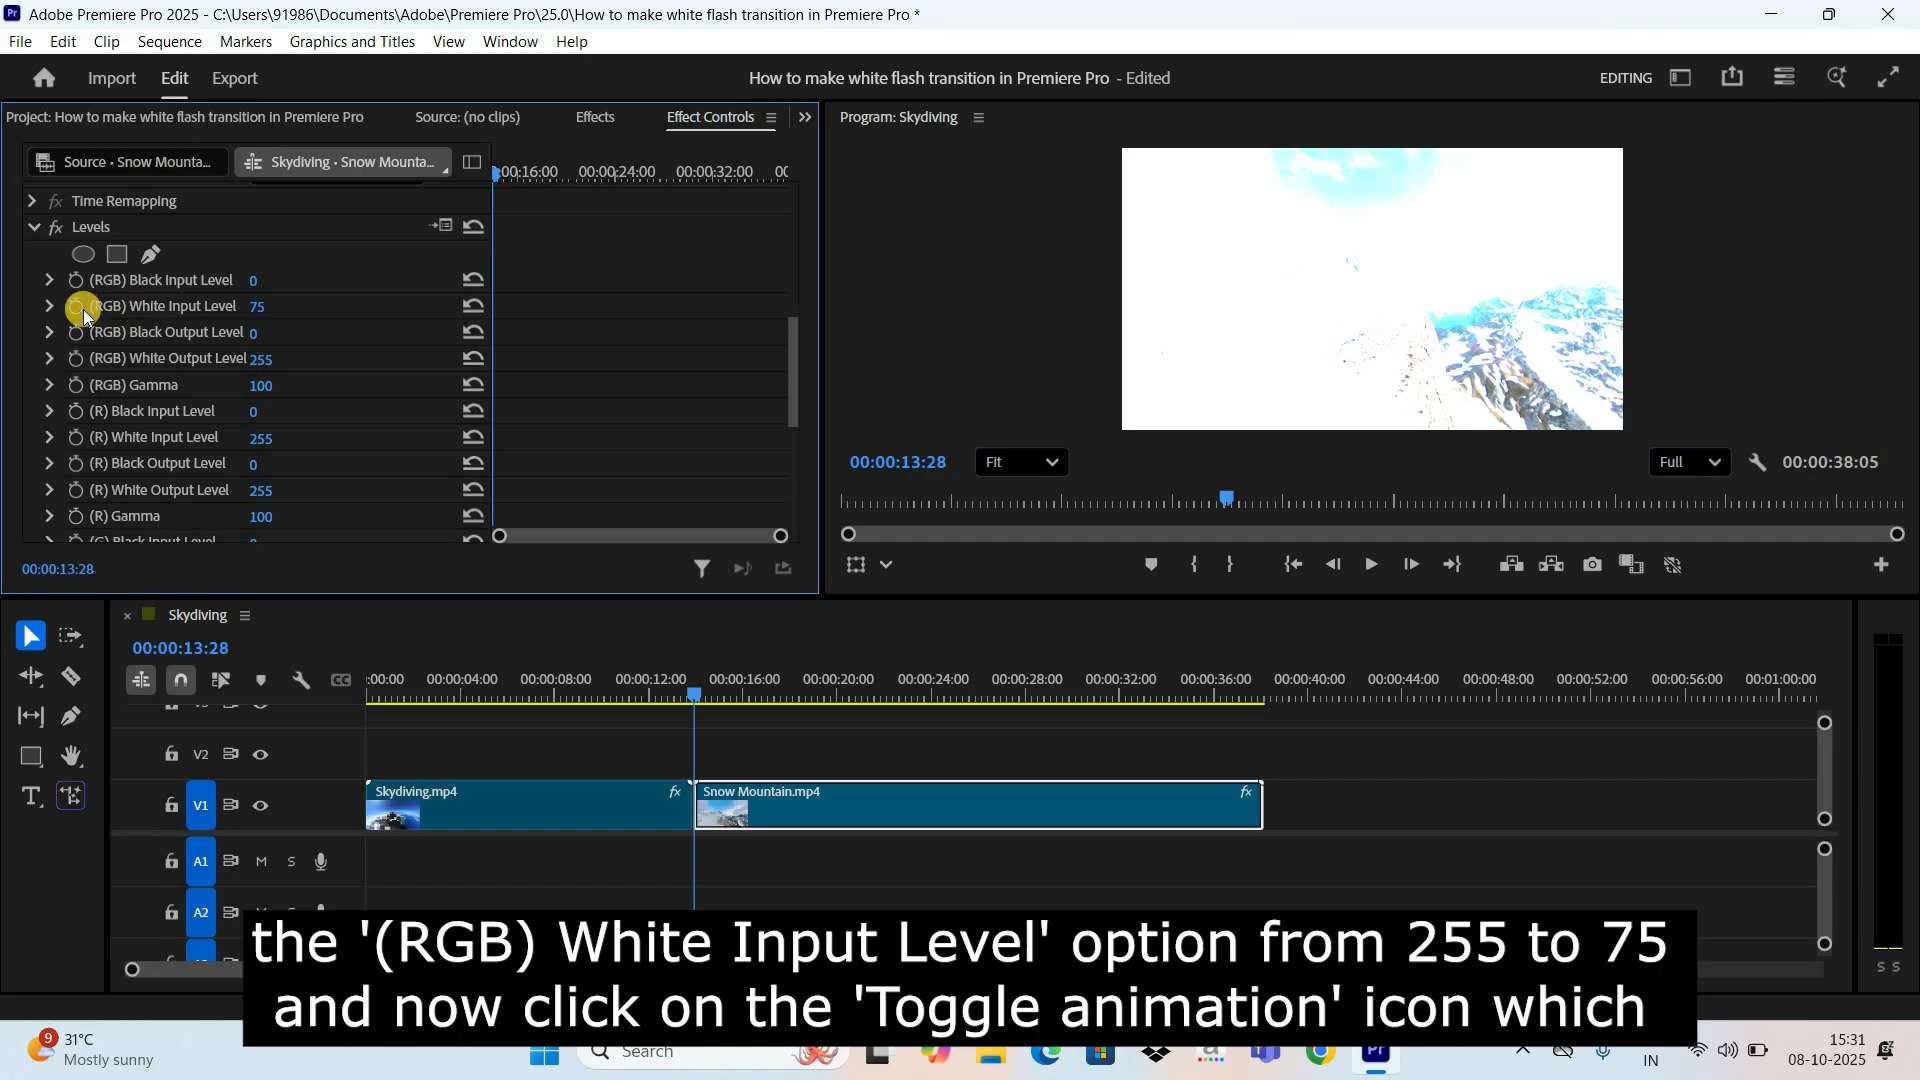 Adobe Premiere Pro 2025 - C:\Users\91986\Documents\Adobe\Premiere Pro\25.0\How to make white flash transition in Premiere Pro *
File Edit Clip Sequence Markers Graphics and Titles View Window Help
Import Edit Export
How to make white flash transition in Premiere Pro - Edited
EDITING
Project: How to make white flash transition in Premiere Pro
Source: (no clips)
Effects
Effect Controls
Source • Snow Mounta...
Skydiving • Snow Mounta...
:00:16:00 00:00:24:00 00:00:32:00 00
fx Time Remapping
fx Levels
(RGB) Black Input Level 0
(RGB) White Input Level 75
(RGB) Black Output Level 0
(RGB) White Output Level 255
(RGB) Gamma 100
(R) Black Input Level 0
(R) White Input Level 255
(R) Black Output Level 0
(R) White Output Level 255
(R) Gamma 100
(G) Black Input Level 0
00:00:13:28
Program: Skydiving
00:00:13:28
Fit
Full
00:00:38:05
× Skydiving
00:00:13:28
:00:00 00:00:04:00 00:00:08:00 00:00:12:00 00:00:16:00 00:00:20:00 00:00:24:00 00:00:28:00 00:00:32:00 00:00:36:00 00:00:40:00 00:00:44:00 00:00:48:00 00:00:52:00 00:00:56:00 00:01:00:00
V2
V1
Skydiving.mp4 fx
Snow Mountain.mp4 fx
A1 M S
A2
S S
the '(RGB) White Input Level' option from 255 to 75
and now click on the 'Toggle animation' icon which
9
31°C
Mostly sunny
Search
IN
15:31
08-10-2025